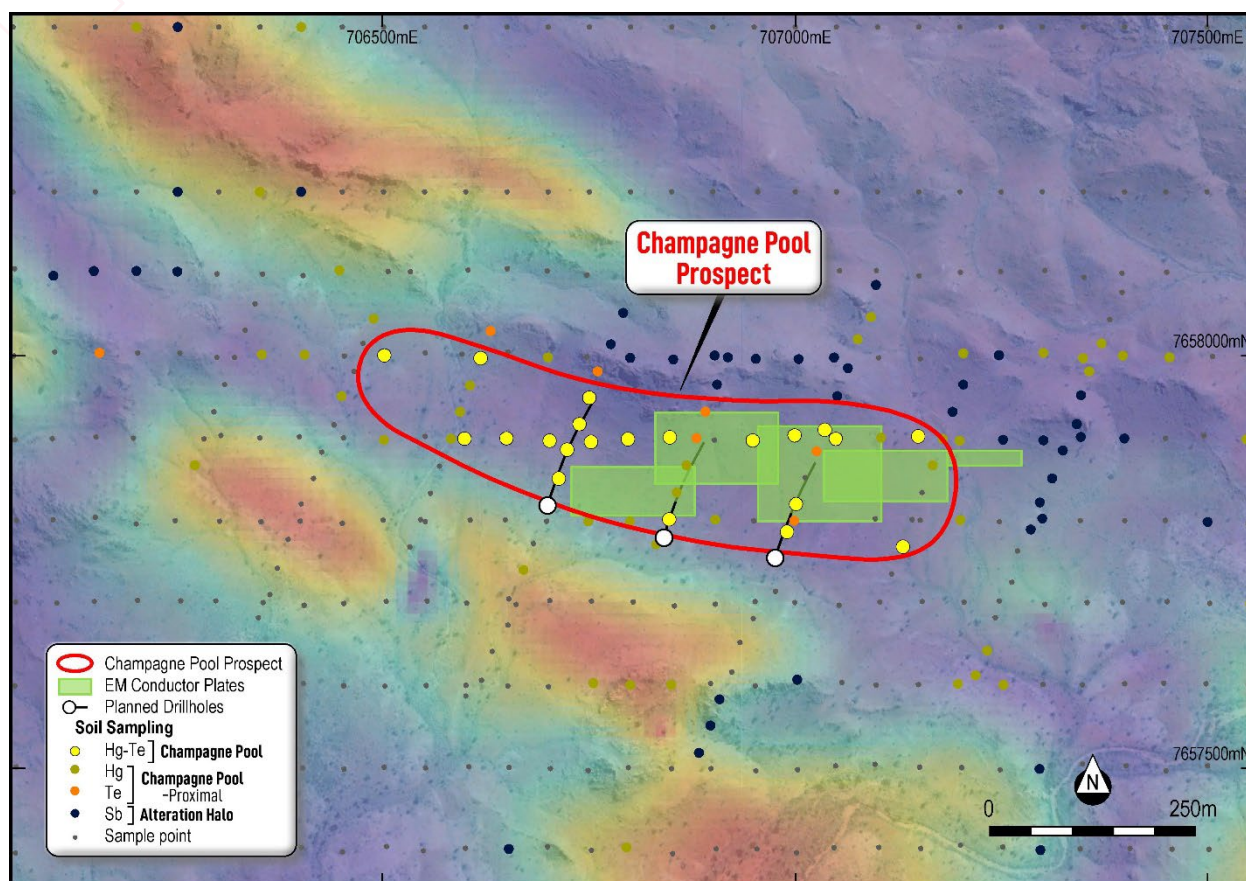 706500mE
707000mE
707500mE
Champagne Pool
Prospect
7658000mN
Champagne Pool Prospect
EM Conductor Plates
Planned Drillholes
Soil Sampling
Hg-Te ] Champagne Pool
Hg
Te
Champagne Pool
-Proximal
Sb ] Alteration Halo
Sample point
7657500mN
N
0
250m